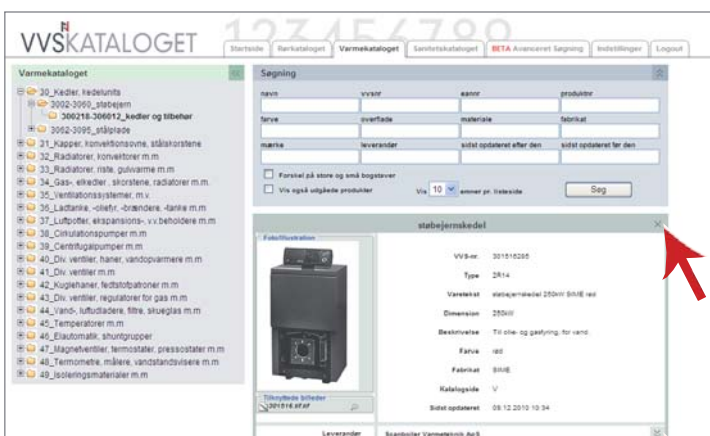 1234567890
VVSKATALOGET
Startside
Rørkataloget
Varmekataloget
Sanitetskataloget
BETA Avanceret Søgning
Indstillinger
Logout
Varmekataloget
30_Kedler, kedelunits
3002-3060_støbejern
300218-306012_kedler og tilbehør
3062-3095_stålplade
31_Kapper, konvektionsovne, stålskorstene
32_Radiatorer, konvektorer m.m
33_Radiatorer, riste, gulvvarme m.m
34_Gas-, elkedler , skorstene, radiatorer m.m.
35_Ventilationssystemer, m.v.
36_Ladtanke, -oliefyr, -brændere, -tanke m.m
37_Luftpotter, ekspansions-, v.v.beholdere m.m
38_Cirkulationspumper m.m
39_Centrifugalpumper m.m
40_Div. ventiler, haner, vandopvarmere m.m
41_Div. ventiler m.m
42_Kuglehaner, fedtstofpatroner m.m
43_Div. ventiler, regulatorer for gas m.m
44_Vand-, luftudladere, filtre, skueglas m.m
45_Temperatorer m.m
46_Elautomatik, shuntgrupper
47_Magnetventiler, termostater, pressostater m.m
48_Termometre, målere, vandstandsvisere m.m
49_Isoleringsmaterialer m.m
Søgning
navn vvsnr eannr produktnr
farve overflade materiale fabrikat
mærke leverandør sidst opdateret efter den sidst opdateret før den
Forskel på store og små bogstaver
Vis også udgåede produkter
Vis 10 emner pr. listeside
Søg
støbejernskedel
Foto/Illustration
VVS-nr. 301516285
Type 2R14
Varetekst støbejernskedel 250kW SIME rød
Dimension 250kW
Beskrivelse Til olie- og gasfyring, for vand.
Farve rød
Fabrikat SIME
Katalogside V
Sidst opdateret 09.12.2010 10:34
Tilknyttede billeder
Leverandør Scanboiler Varmeteknik ApS